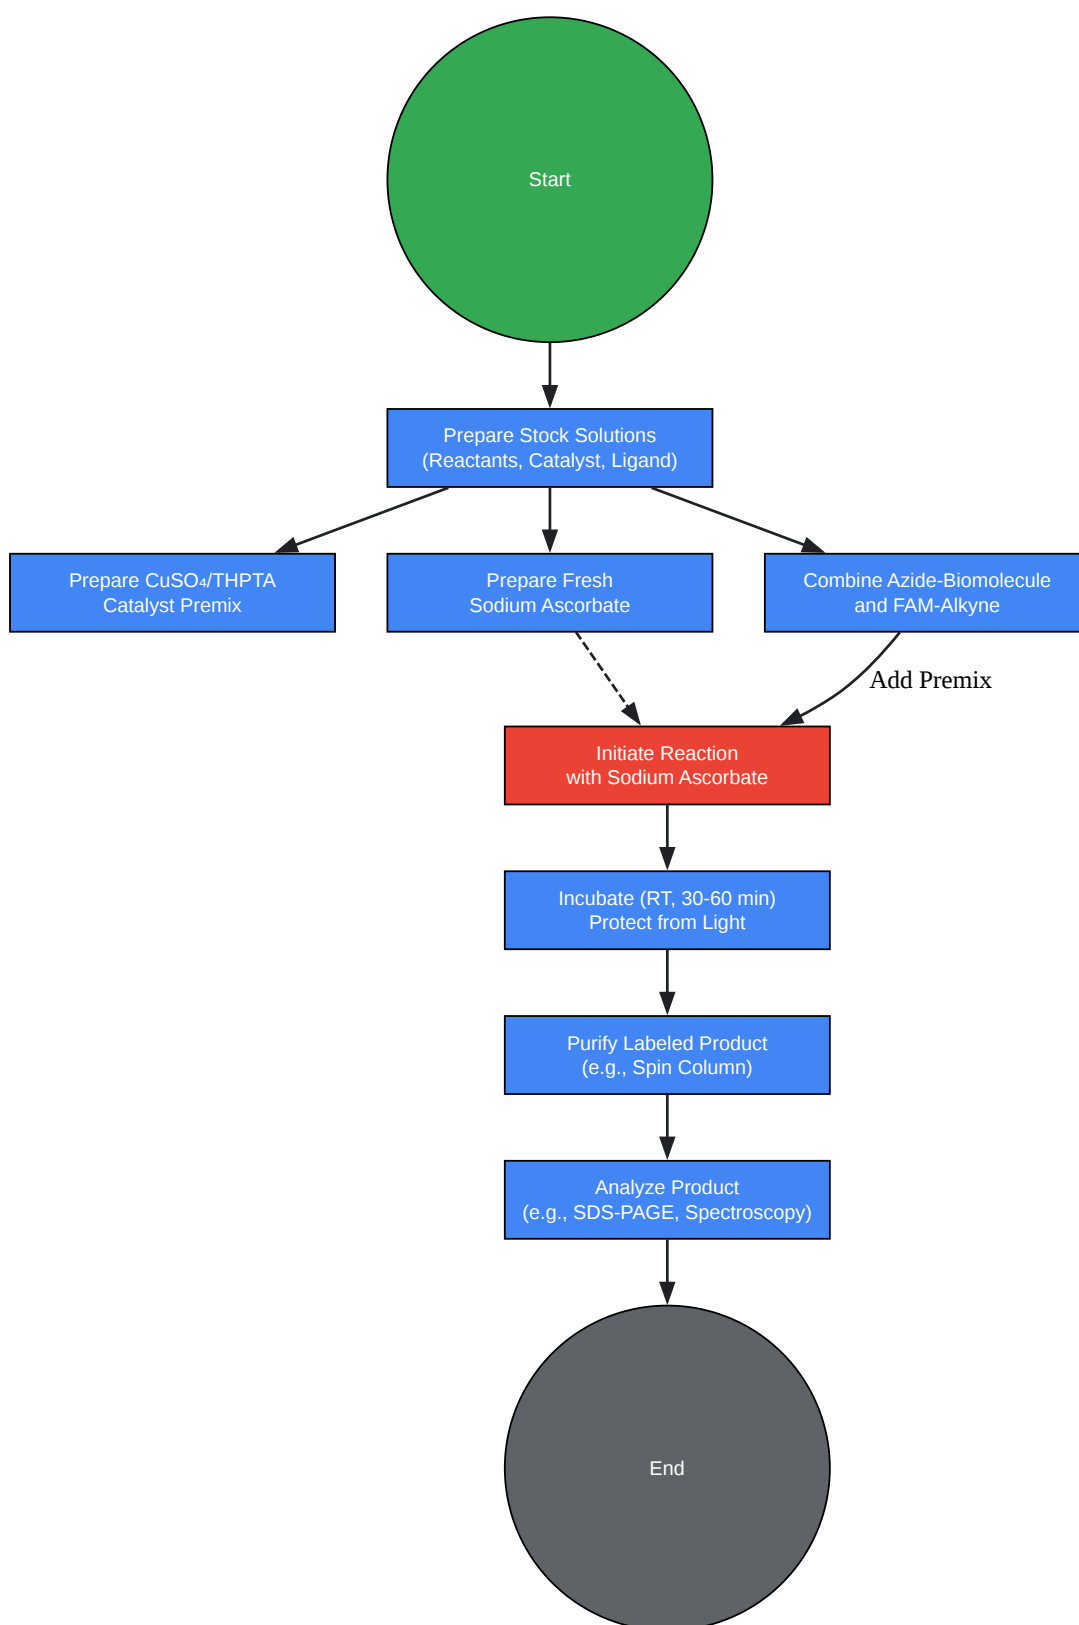 Start
Prepare Stock Solutions
(Reactants, Catalyst, Ligand)
Prepare CuSO₄/THPTA
Catalyst Premix
Prepare Fresh
Sodium Ascorbate
Combine Azide-Biomolecule
and FAM-Alkyne
Add Premix
Initiate Reaction
with Sodium Ascorbate
Incubate (RT, 30-60 min)
Protect from Light
Purify Labeled Product
(e.g., Spin Column)
Analyze Product
(e.g., SDS-PAGE, Spectroscopy)
End